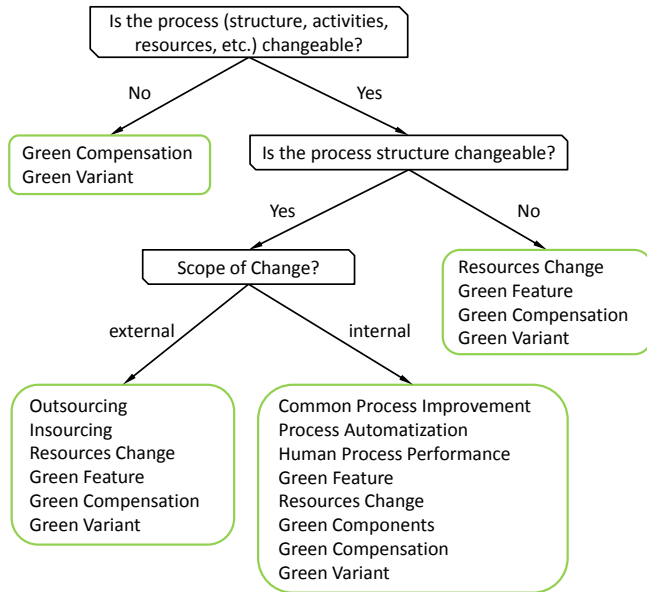 Is the process (structure, activities,
resources, etc.) changeable?
No
Yes
Green Compensation
Green Variant
Is the process structure changeable?
Yes
No
Scope of Change?
Resources Change
Green Feature
Green Compensation
Green Variant
external
internal
Outsourcing
Insourcing
Resources Change
Green Feature
Green Compensation
Green Variant
Common Process Improvement
Process Automatization
Human Process Performance
Green Feature
Resources Change
Green Components
Green Compensation
Green Variant